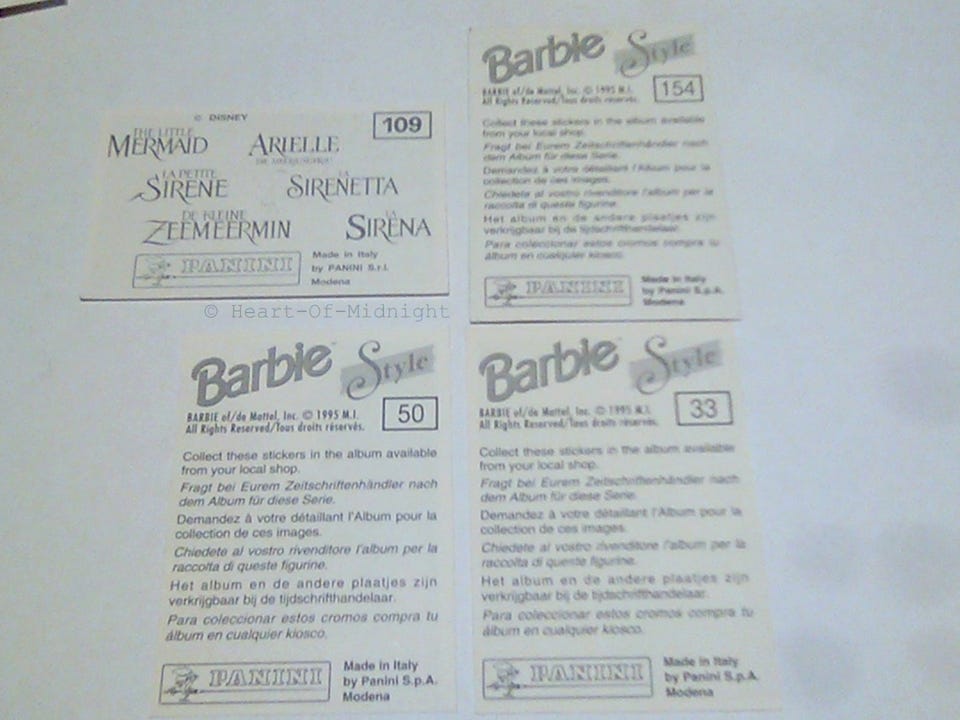 © DISNEY
109
THE LITTLE
MERMAID
ARIELLE
LA PETITE
SIRÈNE
LA
SIRENETTA
DE KLEINE
ZEEMEERMIN
LA
SIRENA
PANINI
Made in Italy
by PANINI S.r.l.
Modena
Barbie Style
BARBIE of/de Mattel, Inc. © 1995 M.I.
All Rights Reserved/Tous droits réservés.
154
Collect these stickers in the album available
from your local shop.
Fragt bei Eurem Zeitschriftenhändler nach
dem Album für diese Serie.
Demandez à votre détaillant l'Album pour la
collection de ces images.
Chiedete al vostro rivenditore l'album per la
raccolta di queste figurine.
Het album en de andere plaatjes zijn
verkrijgbaar bij de tijdschrifthandelaar.
Para coleccionar estos cromos compra tu
álbum en cualquier kiosco.
PANINI
Made in Italy
by Panini S.p.A.
Modena
© Heart-Of-Midnight
Barbie Style
BARBIE of/de Mattel, Inc. © 1995 M.I.
All Rights Reserved/Tous droits réservés.
50
Collect these stickers in the album available
from your local shop.
Fragt bei Eurem Zeitschriftenhändler nach
dem Album für diese Serie.
Demandez à votre détaillant l'Album pour la
collection de ces images.
Chiedete al vostro rivenditore l'album per la
raccolta di queste figurine.
Het album en de andere plaatjes zijn
verkrijgbaar bij de tijdschrifthandelaar.
Para coleccionar estos cromos compra tu
álbum en cualquier kiosco.
PANINI
Made in Italy
by Panini S.p.A.
Modena
Barbie Style
BARBIE of/de Mattel, Inc. © 1995 M.I.
All Rights Reserved/Tous droits réservés.
33
Collect these stickers in the album available
from your local shop.
Fragt bei Eurem Zeitschriftenhändler nach
dem Album für diese Serie.
Demandez à votre détaillant l'Album pour la
collection de ces images.
Chiedete al vostro rivenditore l'album per la
raccolta di queste figurine.
Het album en de andere plaatjes zijn
verkrijgbaar bij de tijdschrifthandelaar.
Para coleccionar estos cromos compra tu
álbum en cualquier kiosco.
PANINI
Made in Italy
by Panini S.p.A.
Modena